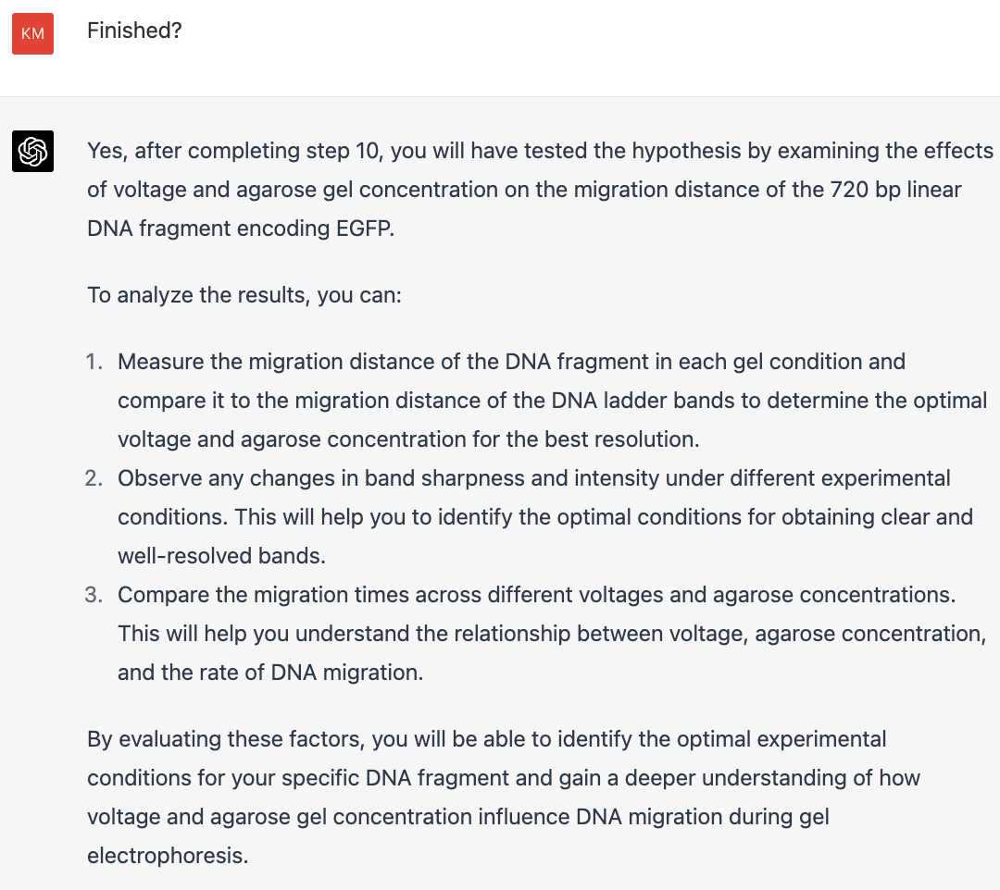 KM
Finished?
Yes, after completing step 10, you will have tested the hypothesis by examining the effects
of voltage and agarose gel concentration on the migration distance of the 720 bp linear
DNA fragment encoding EGFP.
To analyze the results, you can:
1. Measure the migration distance of the DNA fragment in each gel condition and
compare it to the migration distance of the DNA ladder bands to determine the optimal
voltage and agarose concentration for the best resolution.
2. Observe any changes in band sharpness and intensity under different experimental
conditions. This will help you to identify the optimal conditions for obtaining clear and
well-resolved bands.
3. Compare the migration times across different voltages and agarose concentrations.
This will help you understand the relationship between voltage, agarose concentration,
and the rate of DNA migration.
By evaluating these factors, you will be able to identify the optimal experimental
conditions for your specific DNA fragment and gain a deeper understanding of how
voltage and agarose gel concentration influence DNA migration during gel
electrophoresis.